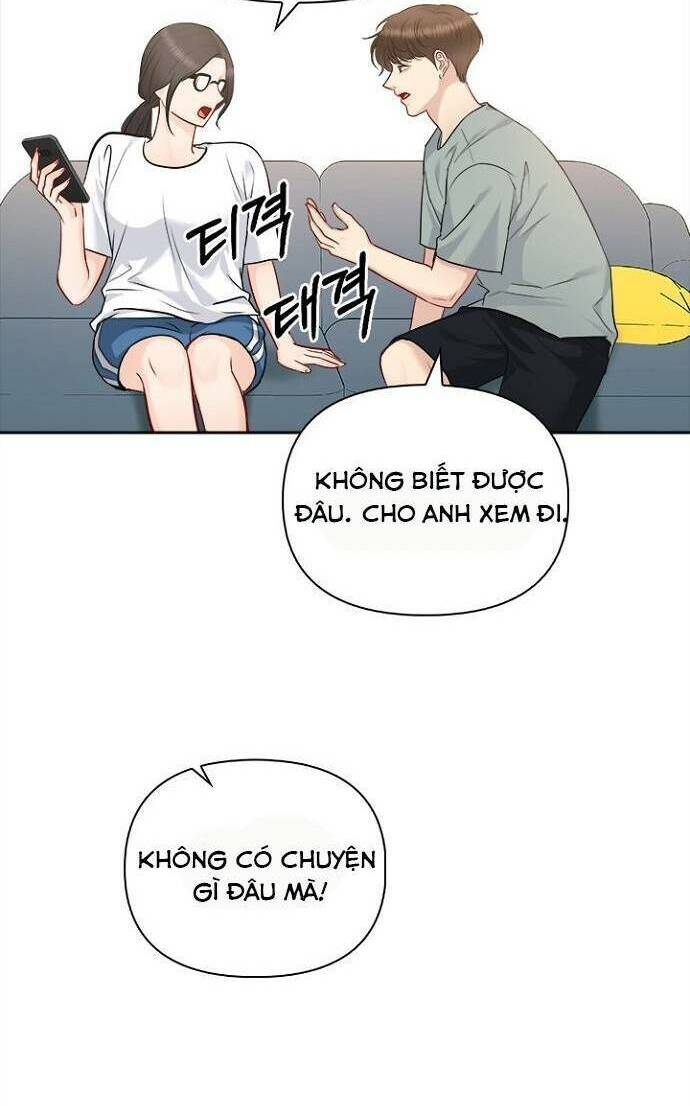 티격
태격
KHÔNG BIẾT ĐƯỢC
ĐÂU. CHO ANH XEM ĐI.
KHÔNG CÓ CHUYỆN
GÌ ĐÂU MÀ!